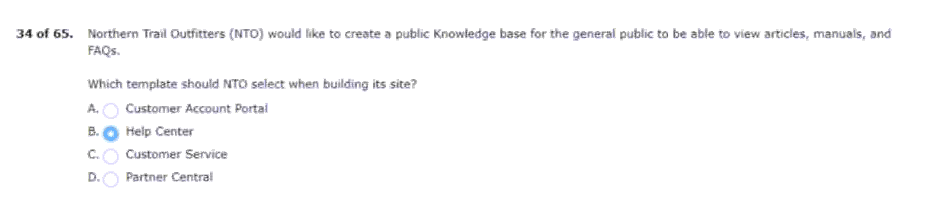 34 of 65. Northern Trail Outfitters (NTO) would like to create a public Knowledge base for the general public to be able to view articles, manuals, and
FAQs.
Which template should NTO select when building its site?
A. Customer Account Portal
B. Help Center
C. Customer Service
D. Partner Central